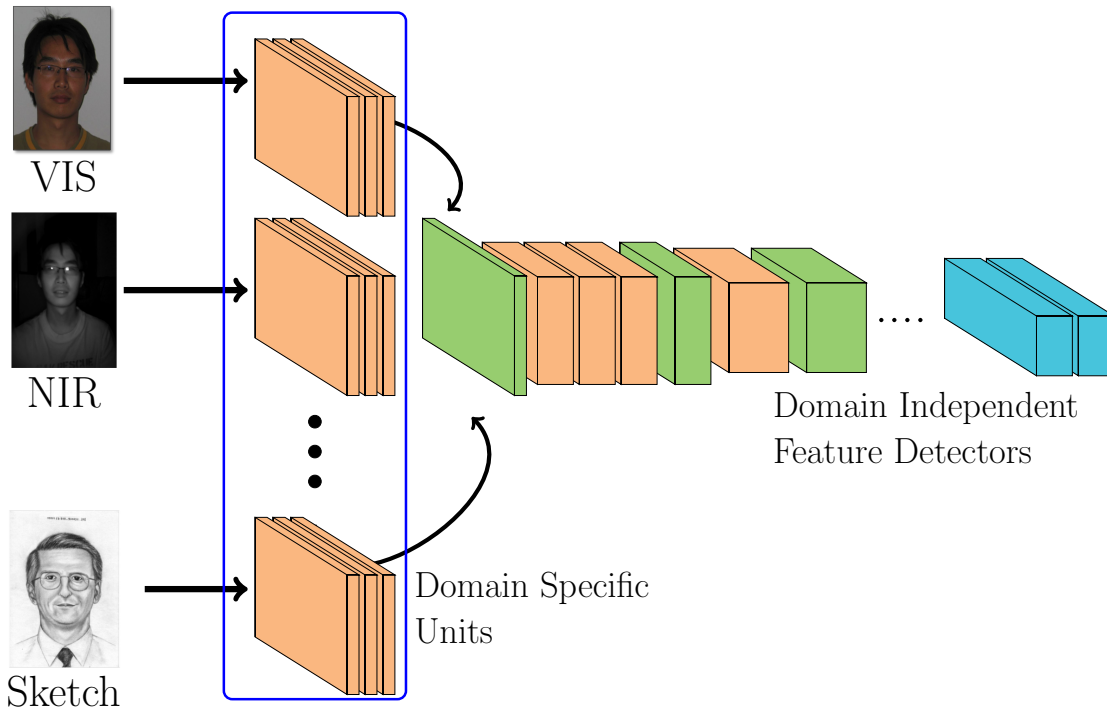 VIS
NIR
Sketch
Domain Specific
Units
....
Domain Independent
Feature Detectors